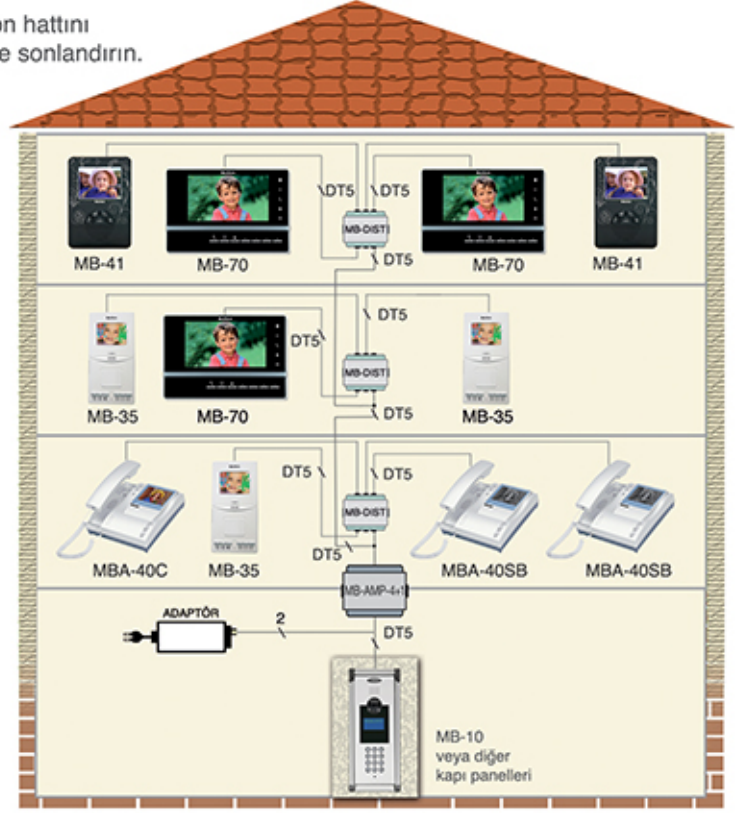 on hattını
e sonlandırın.
DT5
DT5
MB-DIST
DT5
MB-41
MB-70
MB-70
MB-41
DT5
DT5
MB-DIST
DT5
MB-35
MB-70
MB-35
DT5
DT5
MB-DIST
DT5
MBA-40C
MB-35
MBA-40SB
MBA-40SB
MB-AMP-4+1
ADAPTÖR
2
DT5
MB-10
veya diğer
kapı panelleri